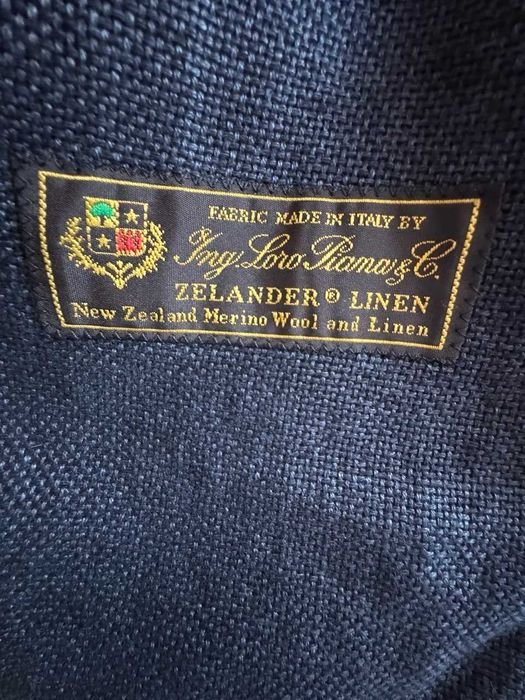 FABRIC MADE IN ITALY BY
Ing Loro Piana & C.
ZELANDER ® LINEN
New Zealand Merino Wool and Linen